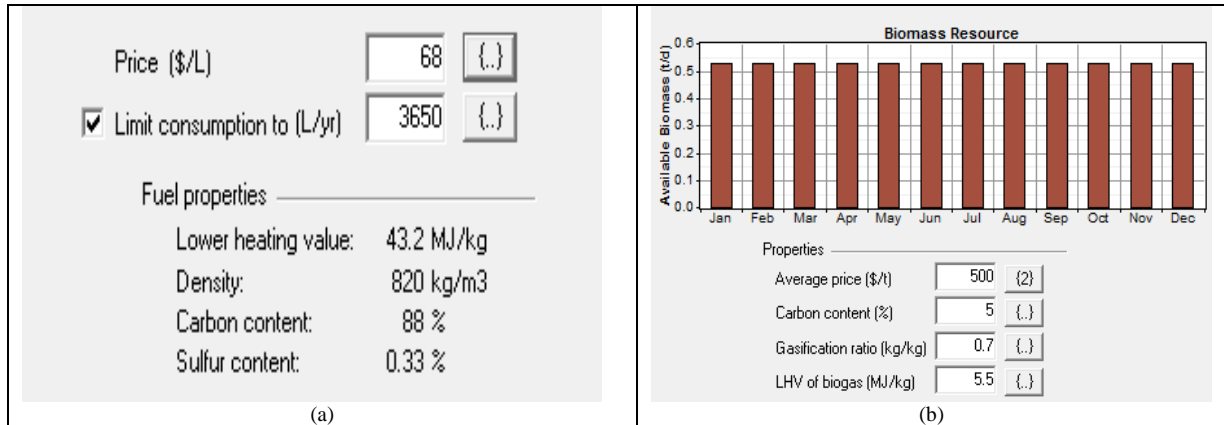 Price ($/L) 68 {..}
Limit consumption to (L/yr) 3650 {..}
Fuel properties
Lower heating value: 43.2 MJ/kg
Density: 820 kg/m3
Carbon content: 88 %
Sulfur content: 0.33 %
(a)
Biomass Resource
Available Biomass (t/d)
0.6
0.5
0.4
0.3
0.2
0.1
0.0
Jan Feb Mar Apr May Jun Jul Aug Sep Oct Nov Dec
Properties
Average price ($/t) 500 {2}
Carbon content (%) 5 {..}
Gasification ratio (kg/kg) 0.7 {..}
LHV of biogas (MJ/kg) 5.5 {..}
(b)